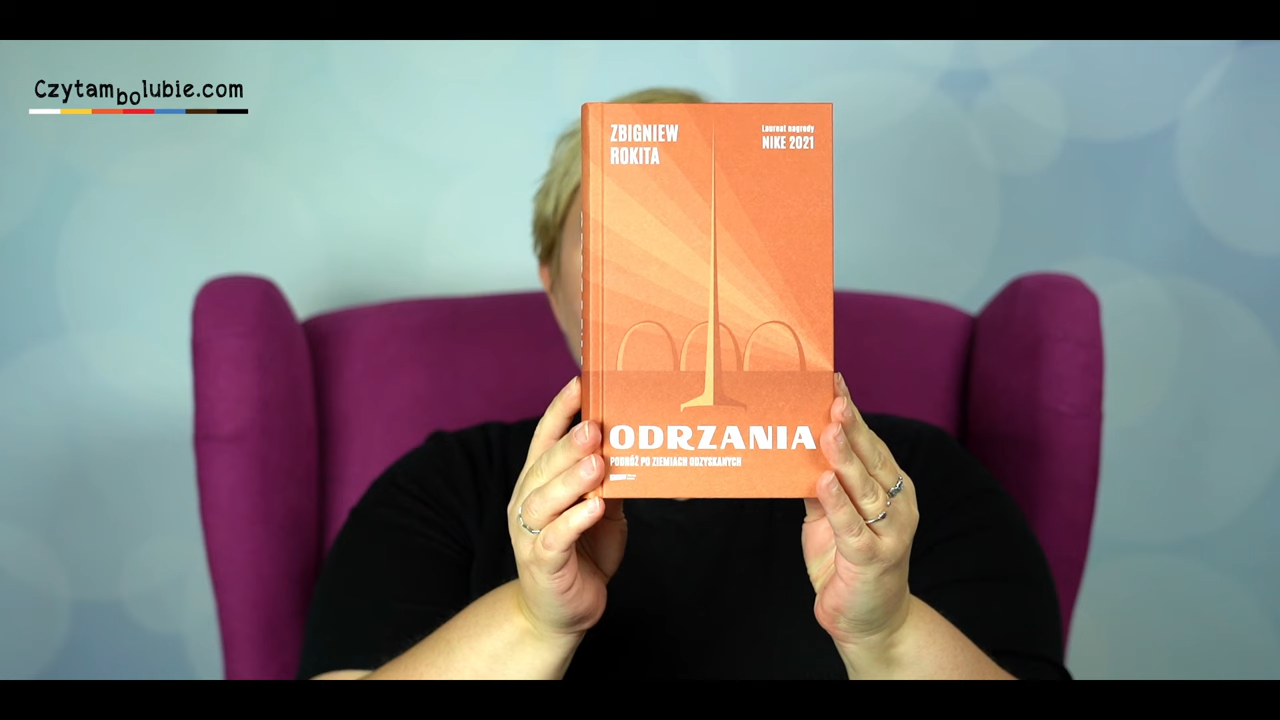 Czytambolubie.com
ZBIGNIEW
ROKITA
Laureat nagrody
NIKE 2021
ODRZANIA
PODRÓŻ PO ZIEMIACH ODZYSKANYCH